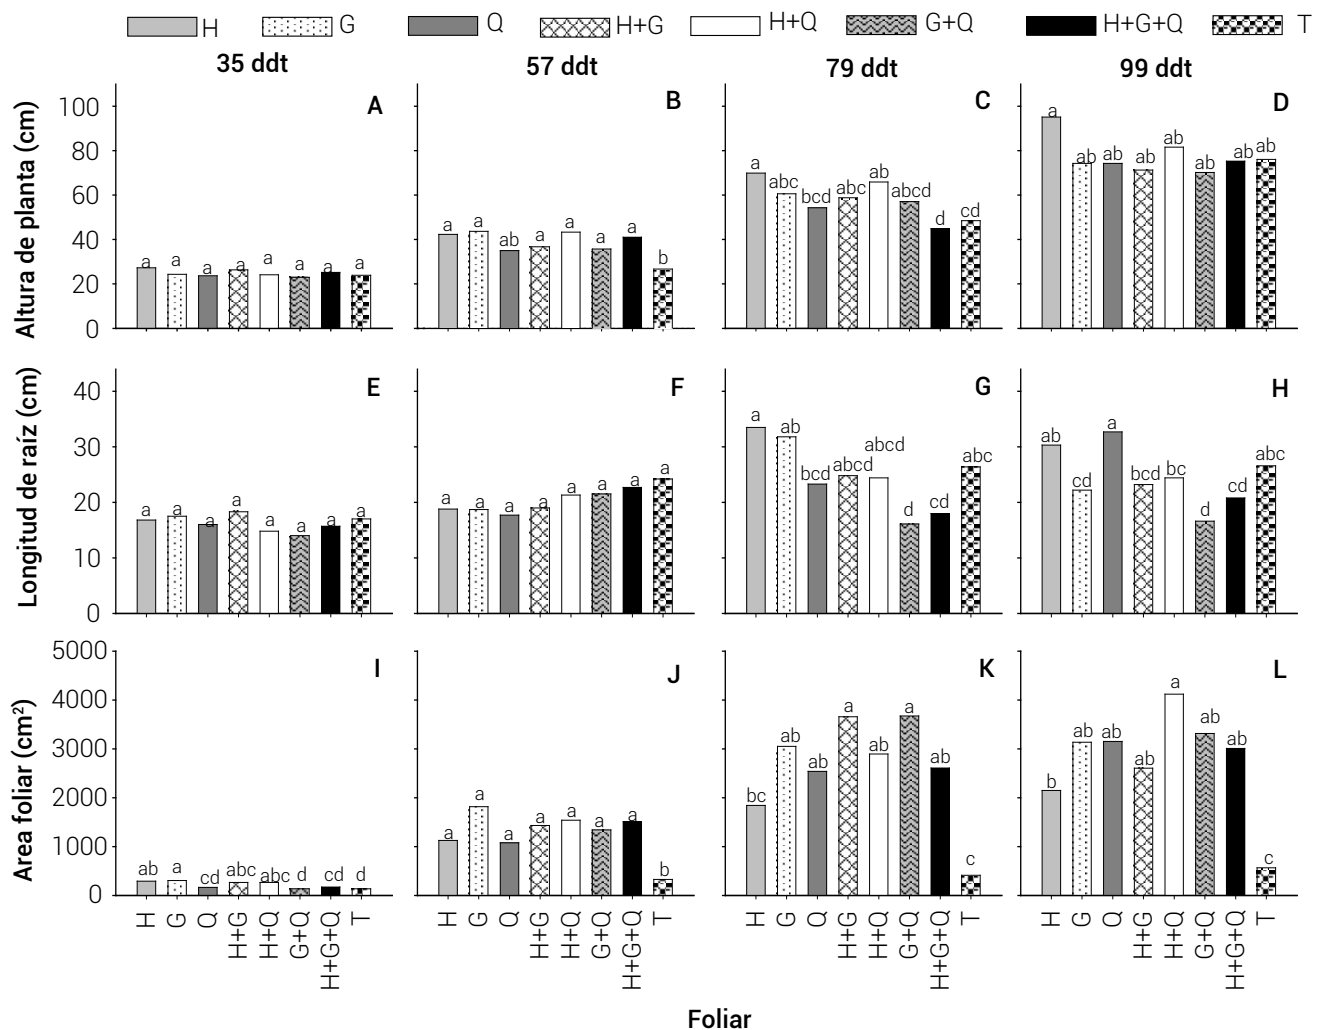 H G Q H+G H+Q G+Q H+G+Q T
35 ddt 57 ddt 79 ddt 99 ddt
Altura de planta (cm)
100
80
60
40
20
0
A
a a a a a a a a
B
a a ab a a a a b
C
a abc bcd abc ab abcd d cd
D
a ab ab ab ab ab ab ab
Longitud de raíz (cm)
40
30
20
10
0
E
a a a a a a a a
F
a a a a a a a a
G
a ab bcd abcd abcd d cd abc
H
ab cd a bcd bc d cd abc
Area foliar (cm²)
5000
4000
3000
2000
1000
0
I
ab a cd abc abc d cd d
J
a a a a a a a b
K
bc ab ab a ab a ab c
L
b ab ab ab a ab ab c
H G Q H+G H+Q G+Q H+G+Q T
H G Q H+G H+Q G+Q H+G+Q T
H G Q H+G H+Q G+Q H+G+Q T
H G Q H+G H+Q G+Q H+G+Q T
Foliar